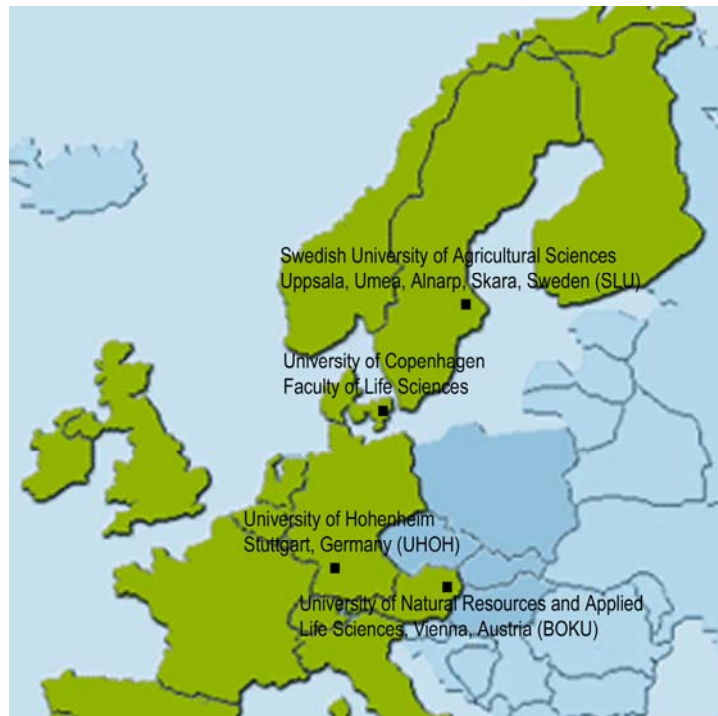 Swedish University of Agricultural Sciences
Uppsala, Umea, Alnarp, Skara, Sweden (SLU)
University of Copenhagen
Faculty of Life Sciences
University of Hohenheim
Stuttgart, Germany (UHOH)
University of Natural Resources and Applied
Life Sciences, Vienna, Austria (BOKU)